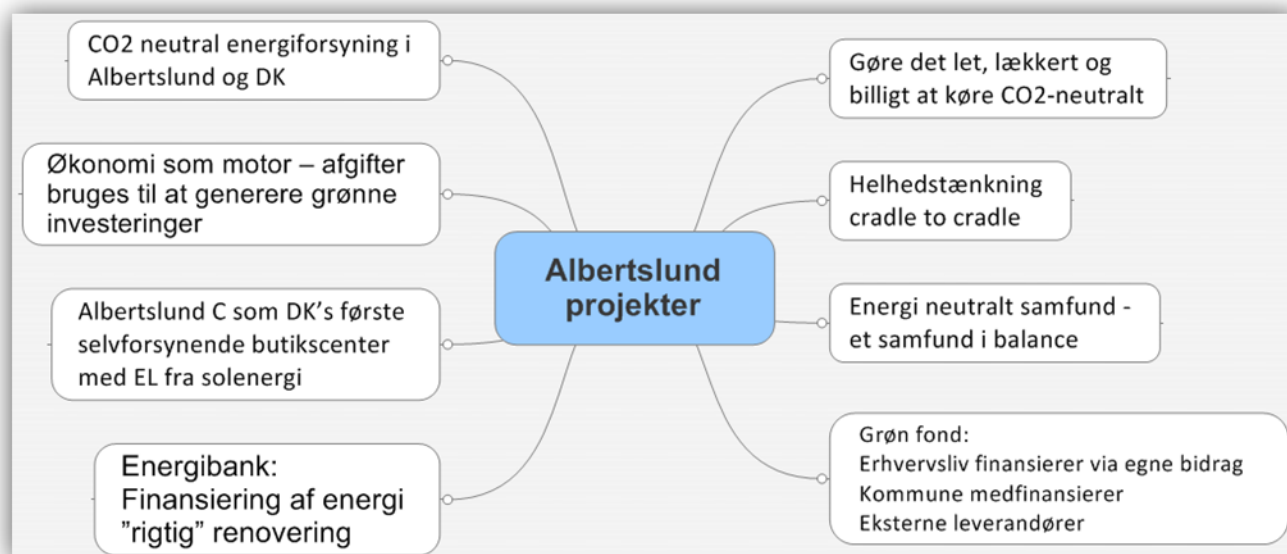 CO2 neutral energiforsyning i
Albertslund og DK
Økonomi som motor – afgifter
bruges til at generere grønne
investeringer
Albertslund C som DK’s første
selvforsynende butikscenter
med EL fra solenergi
Energibank:
Finansiering af energi
”rigtig” renovering
Albertslund
projekter
Gøre det let, lækkert og
billigt at køre CO2-neutralt
Helhedstænkning
cradle to cradle
Energi neutralt samfund -
et samfund i balance
Grøn fond:
Erhvervsliv finansierer via egne bidrag
Kommune medfinansierer
Eksterne leverandører